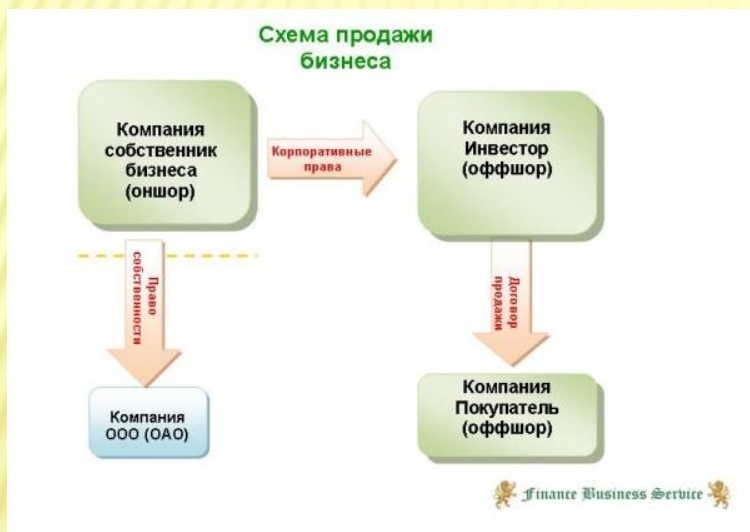 Схема продажи
бизнеса
Компания
собственник
бизнеса
(оншор)
Корпоративные
права
Компания
Инвестор
(оффшор)
Право
собственности
Договор
продажи
Компания
ООО (ОАО)
Компания
Покупатель
(оффшор)
Finance Business Service